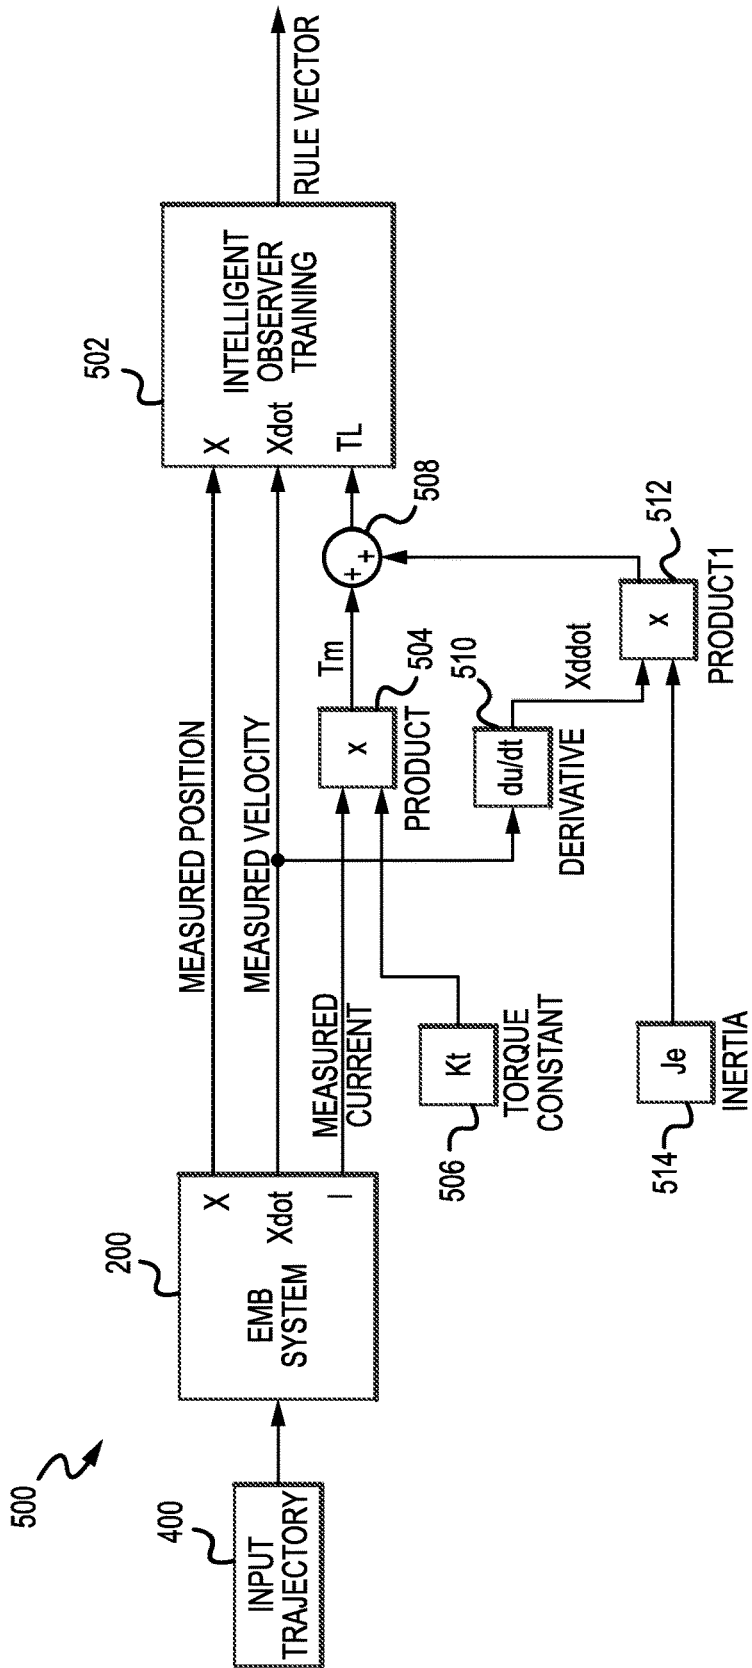 500
400
INPUT
TRAJECTORY
200
EMB
SYSTEM
X
Xdot
I
MEASURED POSITION
MEASURED VELOCITY
MEASURED
CURRENT
Kt
506
TORQUE
CONSTANT
Je
514
INERTIA
x
504
PRODUCT
Tm
du/dt
510
DERIVATIVE
Xddot
x
512
PRODUCT1
+
+
508
502
X
Xdot
TL
INTELLIGENT
OBSERVER
TRAINING
RULE VECTOR